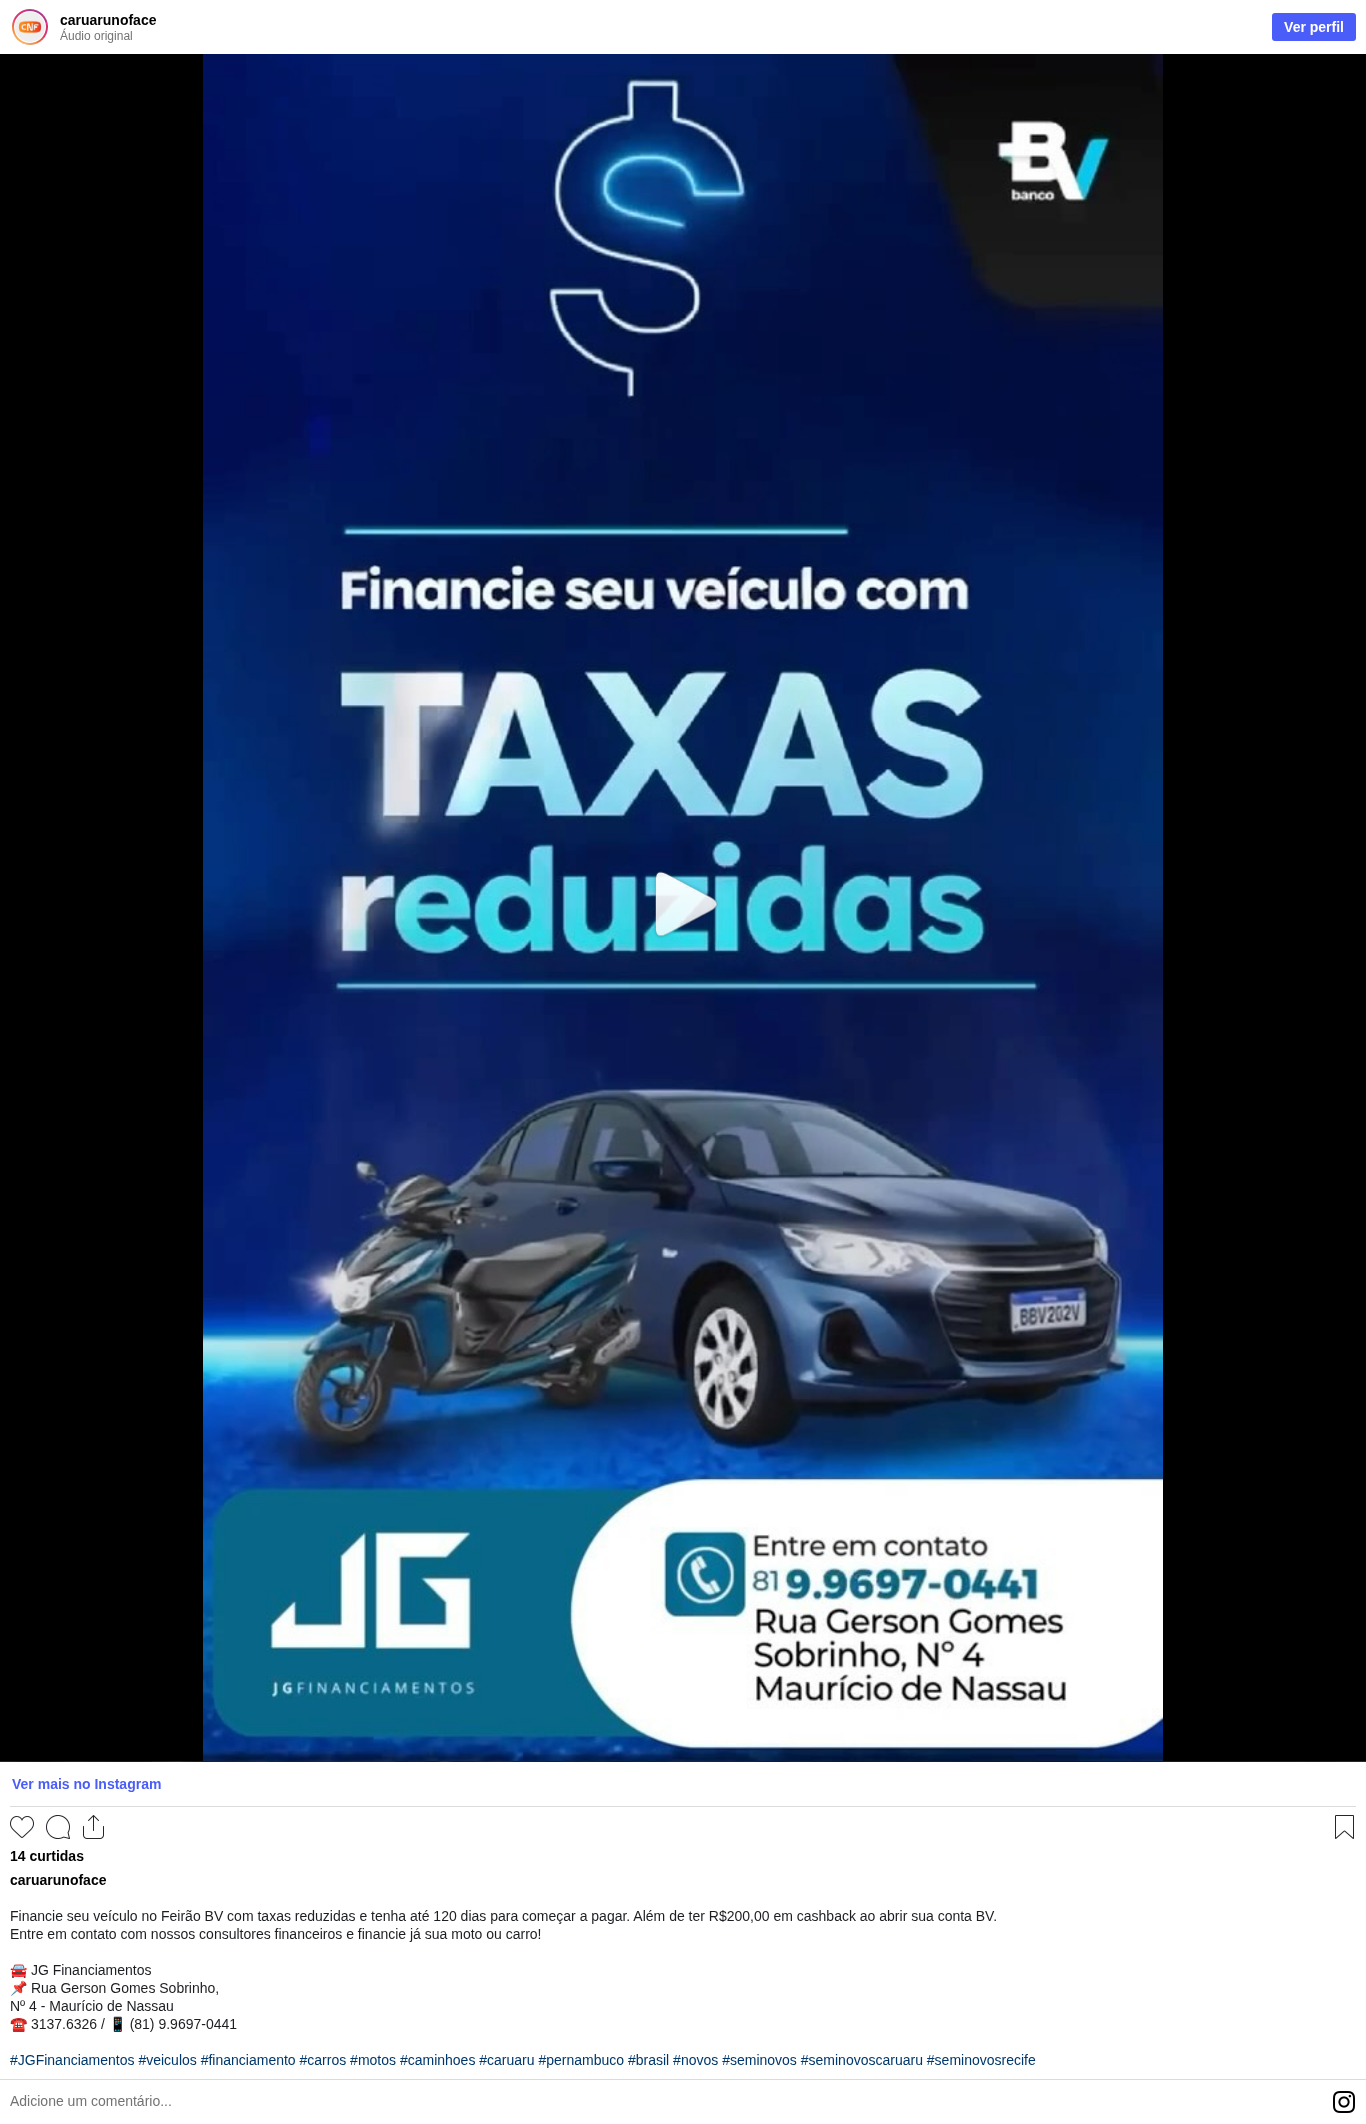 CNF
caruarunoface
Áudio original
Ver perfil
BV
banco
Financie seu veículo com
TAXAS
reduzidas
BBV202V
JG
JGFINANCIAMENTOS
Entre em contato
81 9.9697-0441
Rua Gerson Gomes
Sobrinho, Nº 4
Maurício de Nassau
Ver mais no Instagram
14 curtidas
caruarunoface
Financie seu veículo no Feirão BV com taxas reduzidas e tenha até 120 dias para começar a pagar. Além de ter R$200,00 em cashback ao abrir sua conta BV.
Entre em contato com nossos consultores financeiros e financie já sua moto ou carro!
🚘 JG Financiamentos
📌 Rua Gerson Gomes Sobrinho,
Nº 4 - Maurício de Nassau
☎️ 3137.6326 / 📱 (81) 9.9697-0441
#JGFinanciamentos #veiculos #financiamento #carros #motos #caminhoes #caruaru #pernambuco #brasil #novos #seminovos #seminovoscaruaru #seminovosrecife
Adicione um comentário...